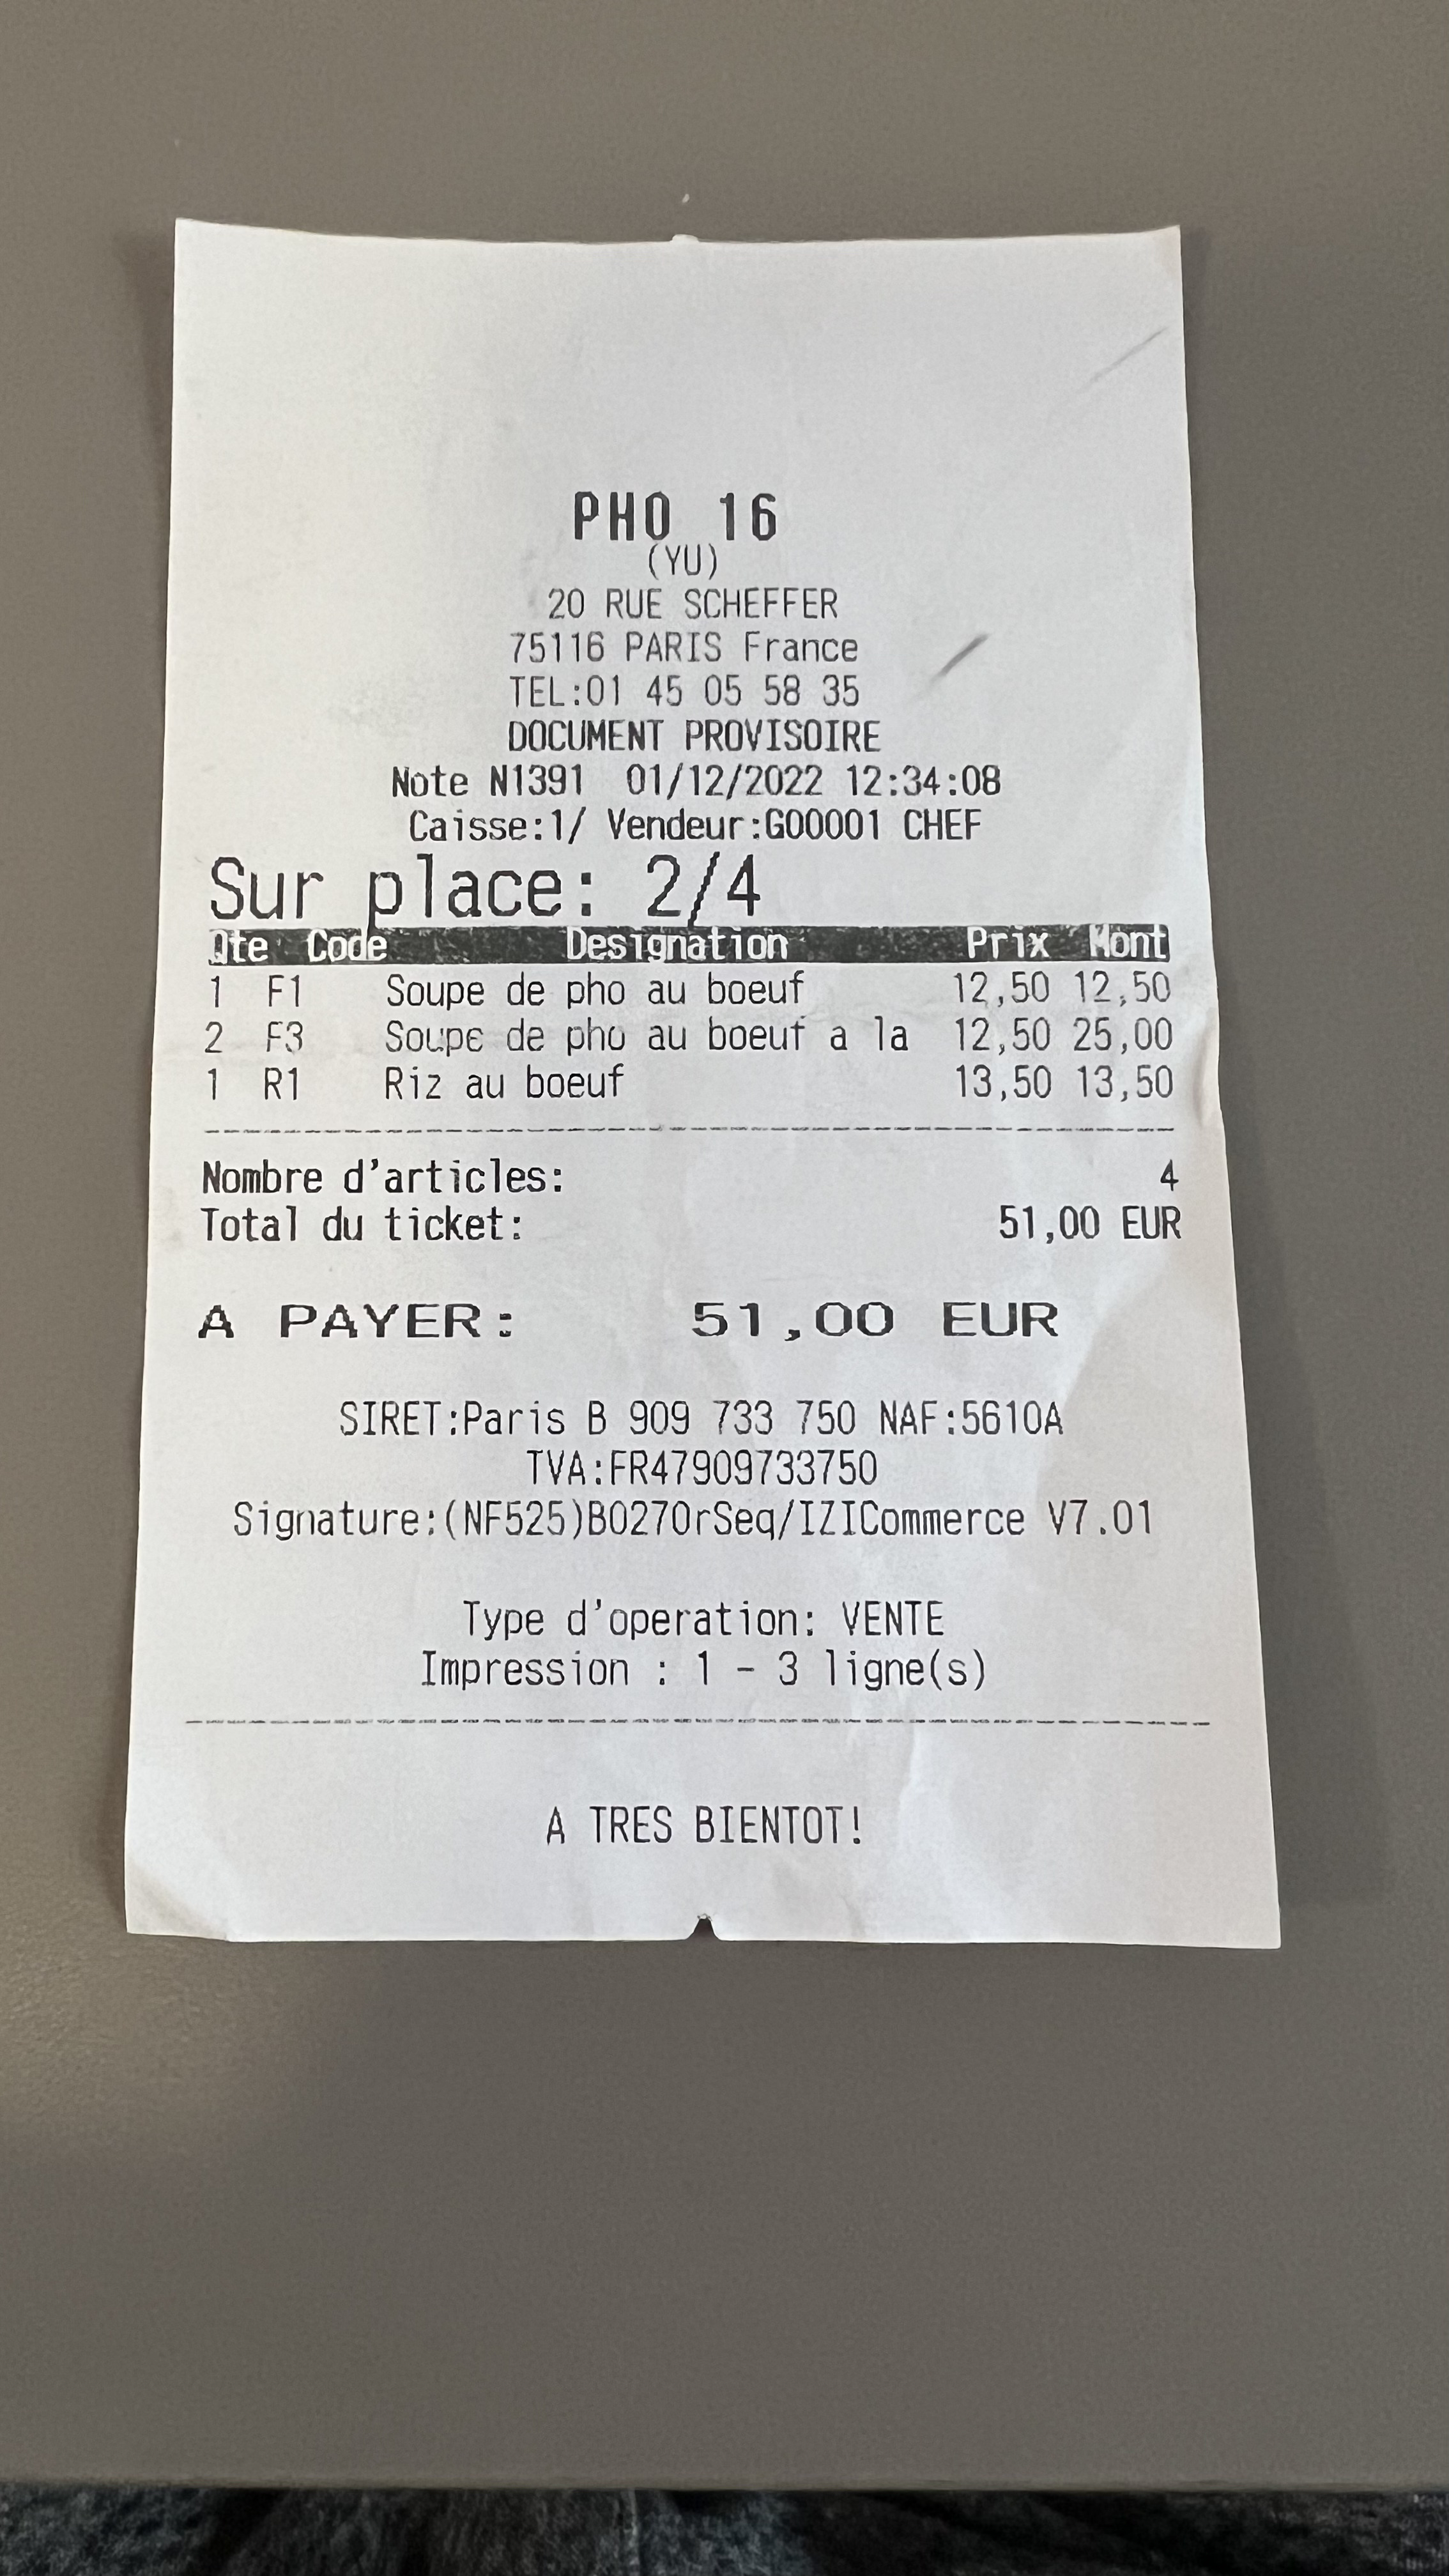 PHO 16
(YU)
20 RUE SCHEFFER
75116 PARIS France
TEL:01 45 05 58 35
DOCUMENT PROVISOIRE
Note N1391 01/12/2022 12:34:08
Caisse:1/ Vendeur:G00001 CHEF
Sur place: 2/4
Qte Code Designation Prix Mont
1 F1 Soupe de pho au boeuf 12,50 12,50
2 F3 Soupe de pho au boeuf a la 12,50 25,00
1 R1 Riz au boeuf 13,50 13,50
Nombre d'articles: 4
Total du ticket: 51,00 EUR
A PAYER: 51,00 EUR
SIRET:Paris B 909 733 750 NAF:5610A
TVA:FR47909733750
Signature:(NF525)B027OrSeq/IZICommerce V7.01
Type d'operation: VENTE
Impression : 1 - 3 ligne(s)
A TRES BIENTOT!